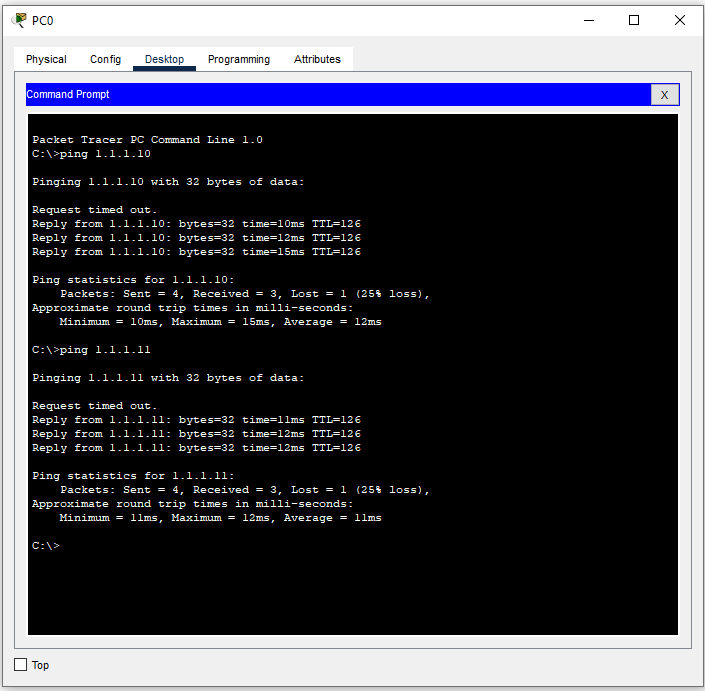 PC0
Physical Config Desktop Programming Attributes
Command Prompt
X
Packet Tracer PC Command Line 1.0
C:\>ping 1.1.1.10
Pinging 1.1.1.10 with 32 bytes of data:
Request timed out.
Reply from 1.1.1.10: bytes=32 time=10ms TTL=126
Reply from 1.1.1.10: bytes=32 time=12ms TTL=126
Reply from 1.1.1.10: bytes=32 time=15ms TTL=126
Ping statistics for 1.1.1.10:
Packets: Sent = 4, Received = 3, Lost = 1 (25% loss),
Approximate round trip times in milli-seconds:
Minimum = 10ms, Maximum = 15ms, Average = 12ms
C:\>ping 1.1.1.11
Pinging 1.1.1.11 with 32 bytes of data:
Request timed out.
Reply from 1.1.1.11: bytes=32 time=11ms TTL=126
Reply from 1.1.1.11: bytes=32 time=12ms TTL=126
Reply from 1.1.1.11: bytes=32 time=12ms TTL=126
Ping statistics for 1.1.1.11:
Packets: Sent = 4, Received = 3, Lost = 1 (25% loss),
Approximate round trip times in milli-seconds:
Minimum = 11ms, Maximum = 12ms, Average = 11ms
C:\>
Top